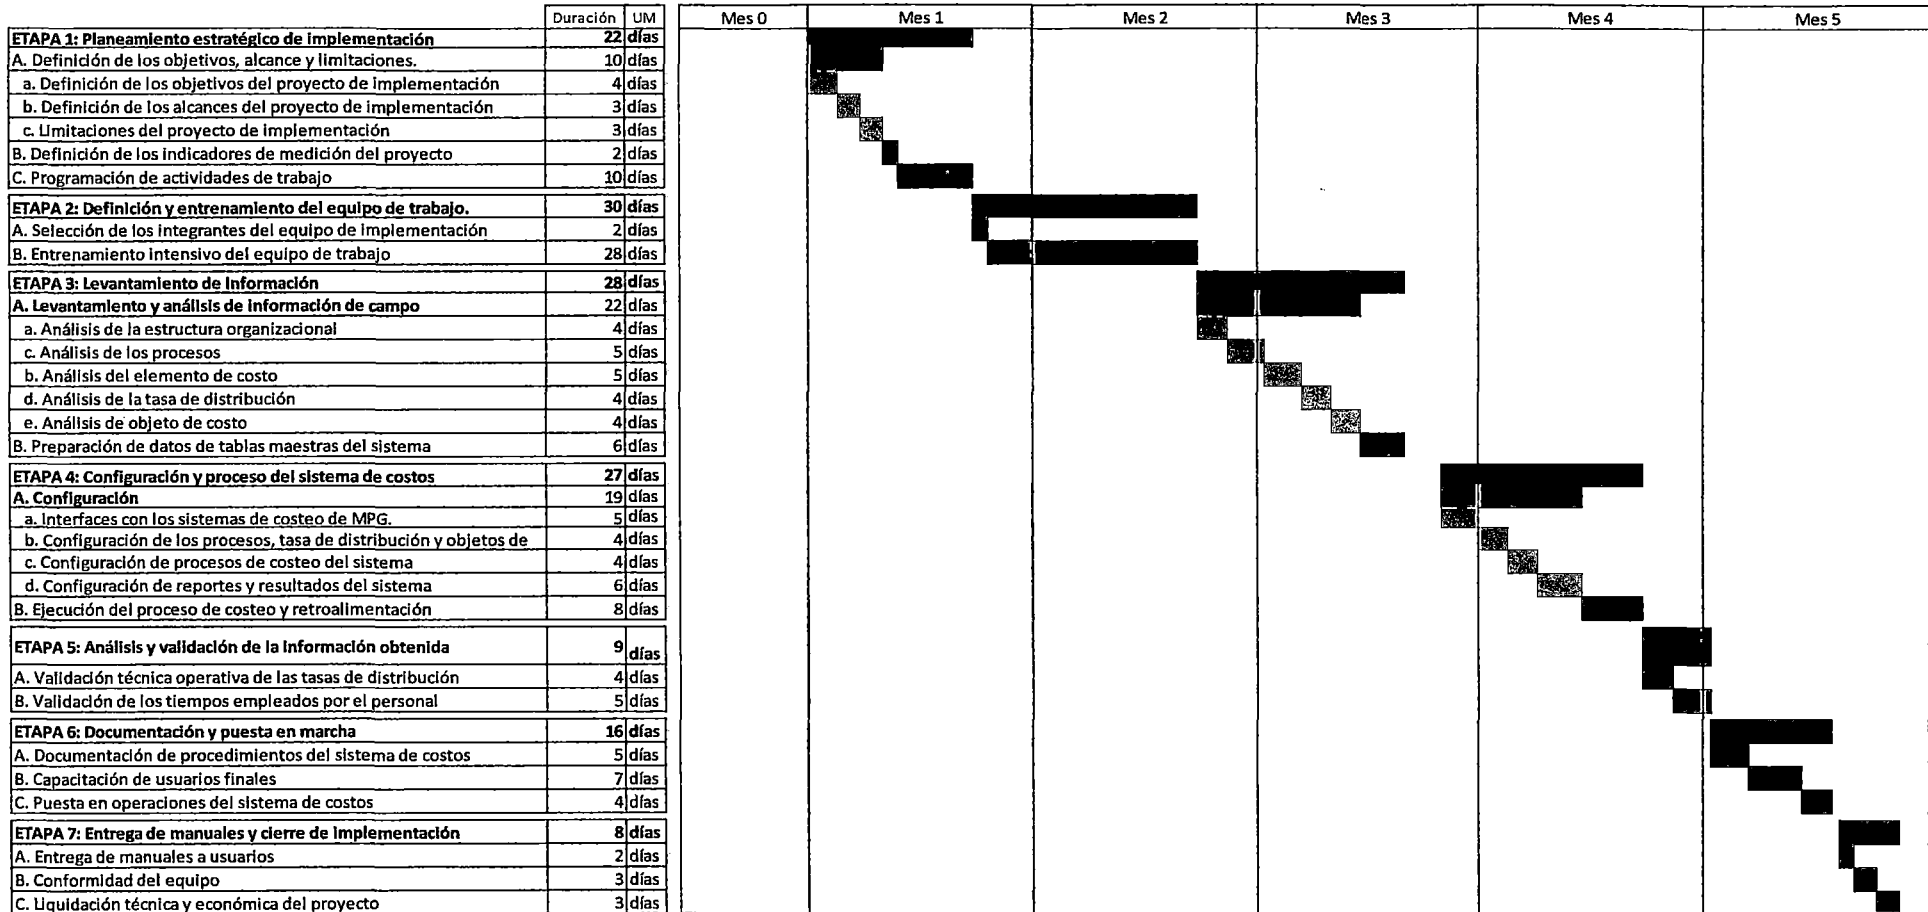 Duración UM Mes 0 Mes 1 Mes 2 Mes 3 Mes 4 Mes 5
ETAPA 1: Planeamiento estratégico de implementación 22 días
A. Definición de los objetivos, alcance y limitaciones. 10 días
a. Definición de los objetivos del proyecto de implementación 4 días
b. Definición de los alcances del proyecto de implementación 3 días
c. Limitaciones del proyecto de implementación 3 días
B. Definición de los indicadores de medición del proyecto 2 días
C. Programación de actividades de trabajo 10 días
ETAPA 2: Definición y entrenamiento del equipo de trabajo. 30 días
A. Selección de los integrantes del equipo de implementación 2 días
B. Entrenamiento intensivo del equipo de trabajo 28 días
ETAPA 3: Levantamiento de Información 28 días
A. Levantamiento y análisis de información de campo 22 días
a. Análisis de la estructura organizacional 4 días
c. Análisis de los procesos 5 días
b. Análisis del elemento de costo 5 días
d. Análisis de la tasa de distribución 4 días
e. Análisis de objeto de costo 4 días
B. Preparación de datos de tablas maestras del sistema 6 días
ETAPA 4: Configuración y proceso del sistema de costos 27 días
A. Configuración 19 días
a. Interfaces con los sistemas de costeo de MPG. 5 días
b. Configuración de los procesos, tasa de distribución y objetos de 4 días
c. Configuración de procesos de costeo del sistema 4 días
d. Configuración de reportes y resultados del sistema 6 días
B. Ejecución del proceso de costeo y retroalimentación 8 días
ETAPA 5: Análisis y validación de la información obtenida 9 días
A. Validación técnica operativa de las tasas de distribución 4 días
B. Validación de los tiempos empleados por el personal 5 días
ETAPA 6: Documentación y puesta en marcha 16 días
A. Documentación de procedimientos del sistema de costos 5 días
B. Capacitación de usuarios finales 7 días
C. Puesta en operaciones del sistema de costos 4 días
ETAPA 7: Entrega de manuales y cierre de implementación 8 días
A. Entrega de manuales a usuarios 2 días
B. Conformidad del equipo 3 días
C. Liquidación técnica y económica del proyecto 3 días